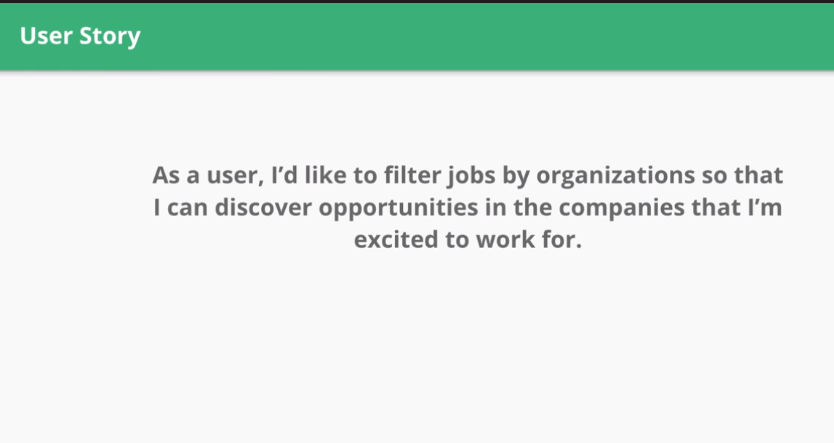 User Story
As a user, I’d like to filter jobs by organizations so that
I can discover opportunities in the companies that I’m
excited to work for.